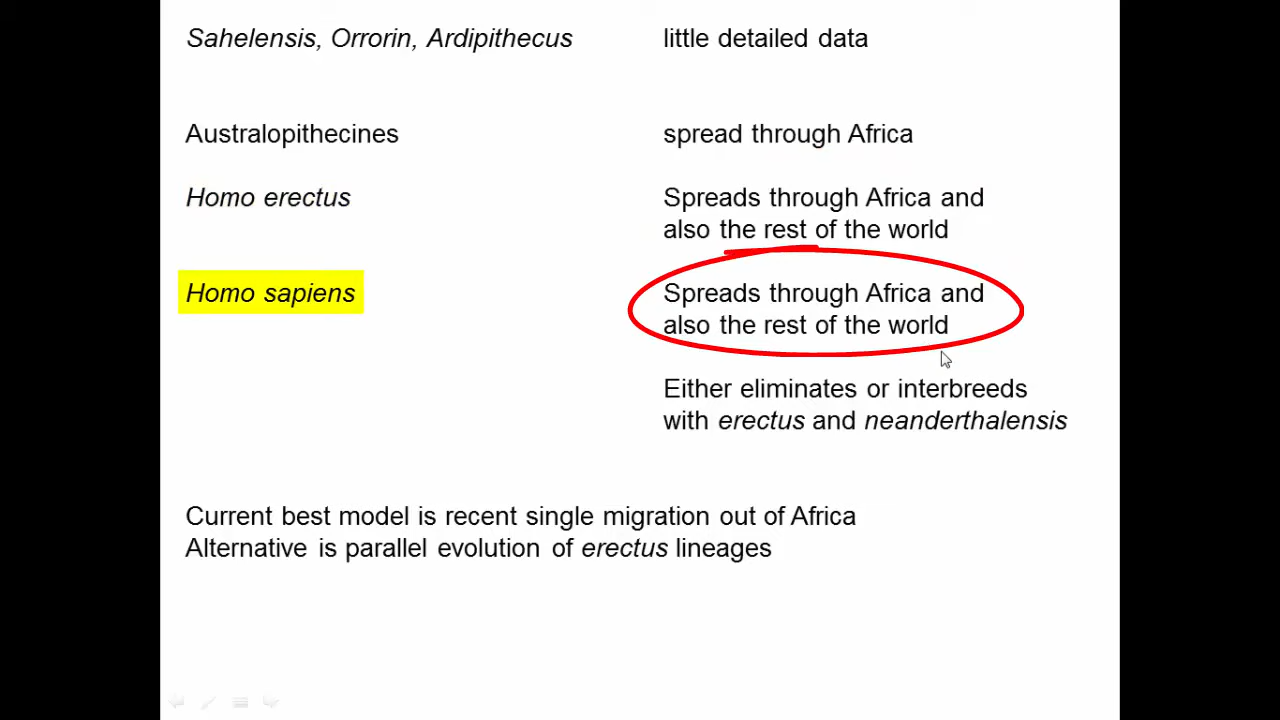 Sahelensis, Orrorin, Ardipithecus little detailed data
Australopithecines spread through Africa
Homo erectus Spreads through Africa and
also the rest of the world
Homo sapiens Spreads through Africa and
also the rest of the world
Either eliminates or interbreeds
with erectus and neanderthalensis
Current best model is recent single migration out of Africa
Alternative is parallel evolution of erectus lineages